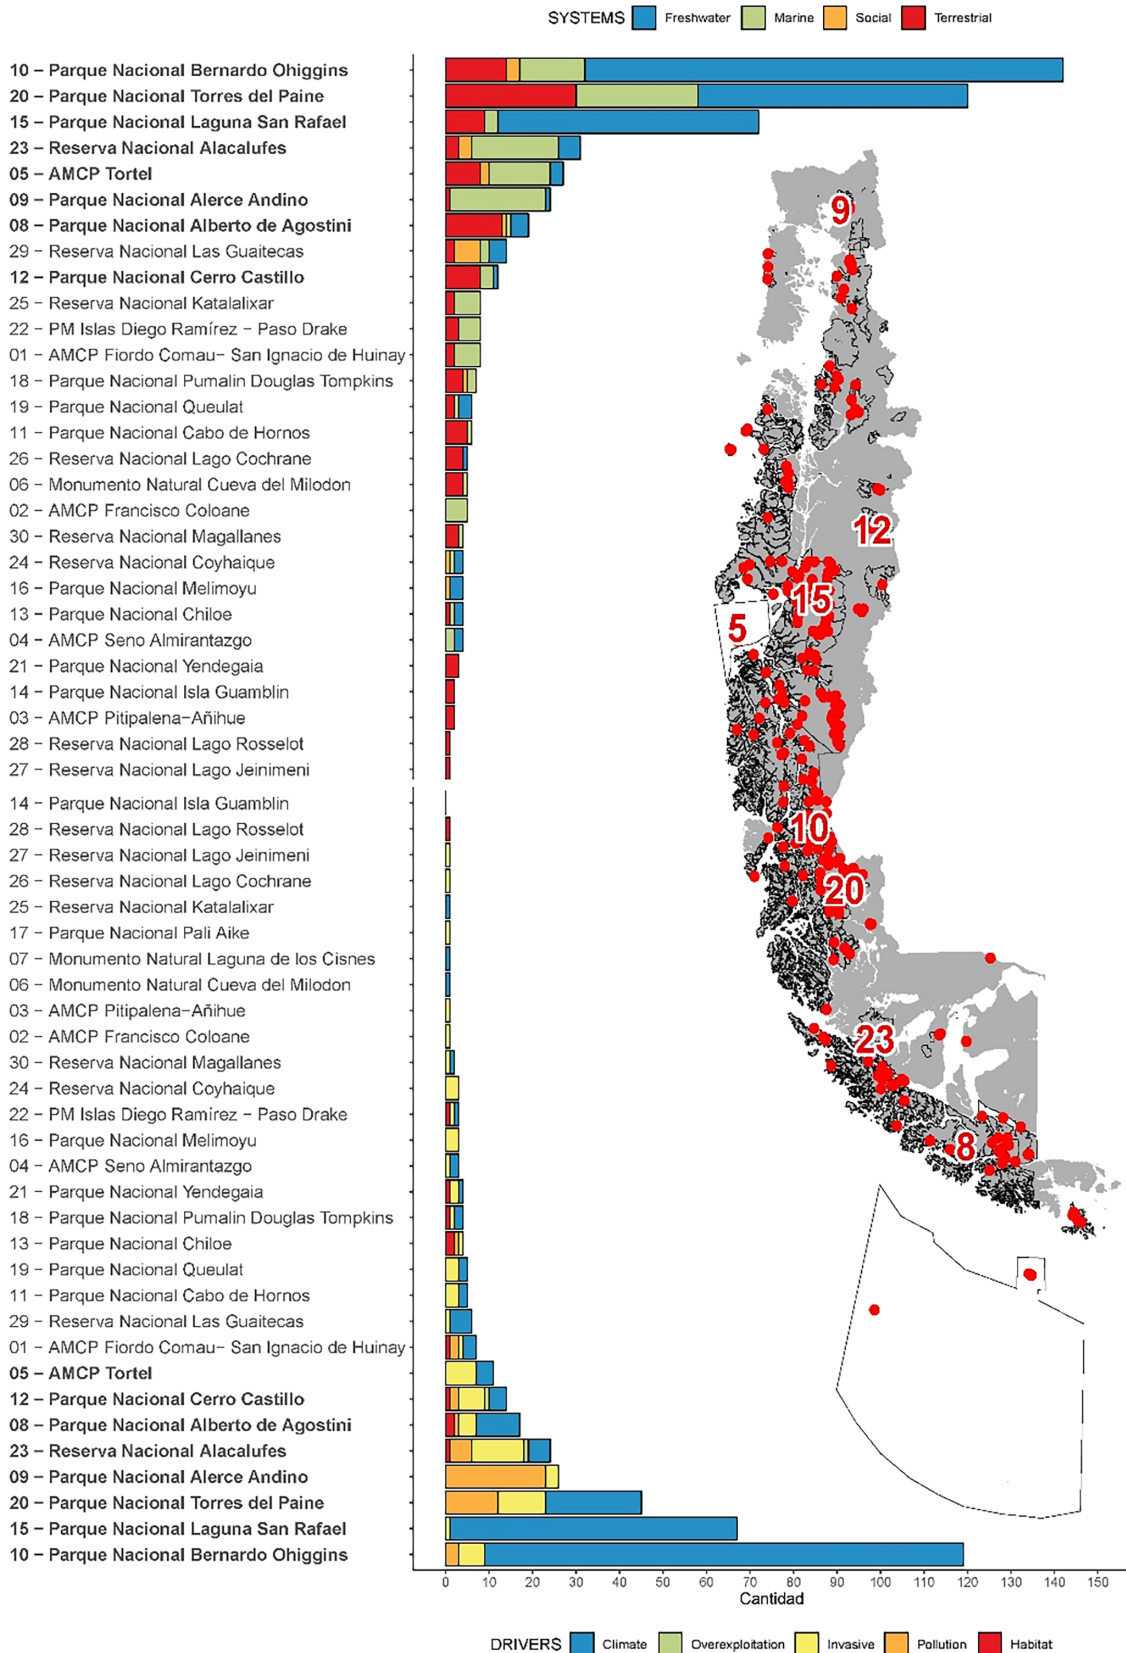 SYSTEMS Freshwater Marine Social Terrestrial
10 − Parque Nacional Bernardo Ohiggins
20 − Parque Nacional Torres del Paine
15 − Parque Nacional Laguna San Rafael
23 − Reserva Nacional Alacalufes
05 − AMCP Tortel
09 − Parque Nacional Alerce Andino
08 − Parque Nacional Alberto de Agostini
29 − Reserva Nacional Las Guaitecas
12 − Parque Nacional Cerro Castillo
25 − Reserva Nacional Katalalixar
22 − PM Islas Diego Ramírez − Paso Drake
01 − AMCP Fiordo Comau− San Ignacio de Huinay
18 − Parque Nacional Pumalin Douglas Tompkins
19 − Parque Nacional Queulat
11 − Parque Nacional Cabo de Hornos
26 − Reserva Nacional Lago Cochrane
06 − Monumento Natural Cueva del Milodon
02 − AMCP Francisco Coloane
30 − Reserva Nacional Magallanes
24 − Reserva Nacional Coyhaique
16 − Parque Nacional Melimoyu
13 − Parque Nacional Chiloe
04 − AMCP Seno Almirantazgo
21 − Parque Nacional Yendegaia
14 − Parque Nacional Isla Guamblin
03 − AMCP Pitipalena−Añihue
28 − Reserva Nacional Lago Rosselot
27 − Reserva Nacional Lago Jeinimeni
14 − Parque Nacional Isla Guamblin
28 − Reserva Nacional Lago Rosselot
27 − Reserva Nacional Lago Jeinimeni
26 − Reserva Nacional Lago Cochrane
25 − Reserva Nacional Katalalixar
17 − Parque Nacional Pali Aike
07 − Monumento Natural Laguna de los Cisnes
06 − Monumento Natural Cueva del Milodon
03 − AMCP Pitipalena−Añihue
02 − AMCP Francisco Coloane
30 − Reserva Nacional Magallanes
24 − Reserva Nacional Coyhaique
22 − PM Islas Diego Ramírez − Paso Drake
16 − Parque Nacional Melimoyu
04 − AMCP Seno Almirantazgo
21 − Parque Nacional Yendegaia
18 − Parque Nacional Pumalin Douglas Tompkins
13 − Parque Nacional Chiloe
19 − Parque Nacional Queulat
11 − Parque Nacional Cabo de Hornos
29 − Reserva Nacional Las Guaitecas
01 − AMCP Fiordo Comau− San Ignacio de Huinay
05 − AMCP Tortel
12 − Parque Nacional Cerro Castillo
08 − Parque Nacional Alberto de Agostini
23 − Reserva Nacional Alacalufes
09 − Parque Nacional Alerce Andino
20 − Parque Nacional Torres del Paine
15 − Parque Nacional Laguna San Rafael
10 − Parque Nacional Bernardo Ohiggins
9
12
15
5
10
20
23
8
0 10 20 30 40 50 60 70 80 90 100 110 120 130 140 150
Cantidad
DRIVERS Climate Overexploitation Invasive Pollution Habitat